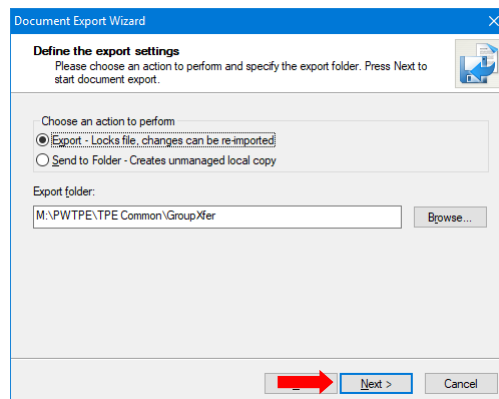 Document Export Wizard
Define the export settings
Please choose an action to perform and specify the export folder. Press Next to
start document export.
Choose an action to perform
Export - Locks file, changes can be re-imported
Send to Folder - Creates unmanaged local copy
Export folder:
M:\PWTPE\TPE Common\GroupXfer
Browse...
Next >
Cancel